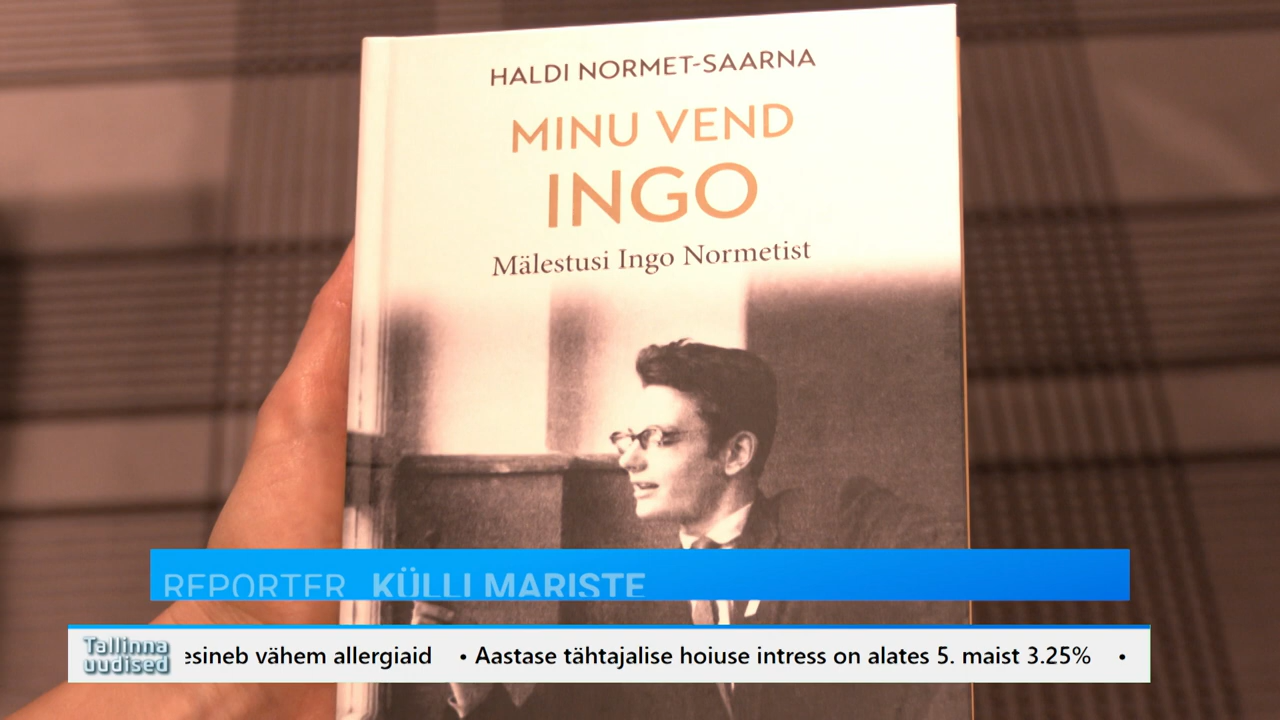 HALDI NORMET-SAARNA
MINU VEND
INGO
Mälestusi Ingo Normetist
REPORTER KÜLLI MARISTE
Tallinna uudised
esineb vähem allergiaid • Aastase tähtajalise hoiuse intress on alates 5. maist 3.25% •